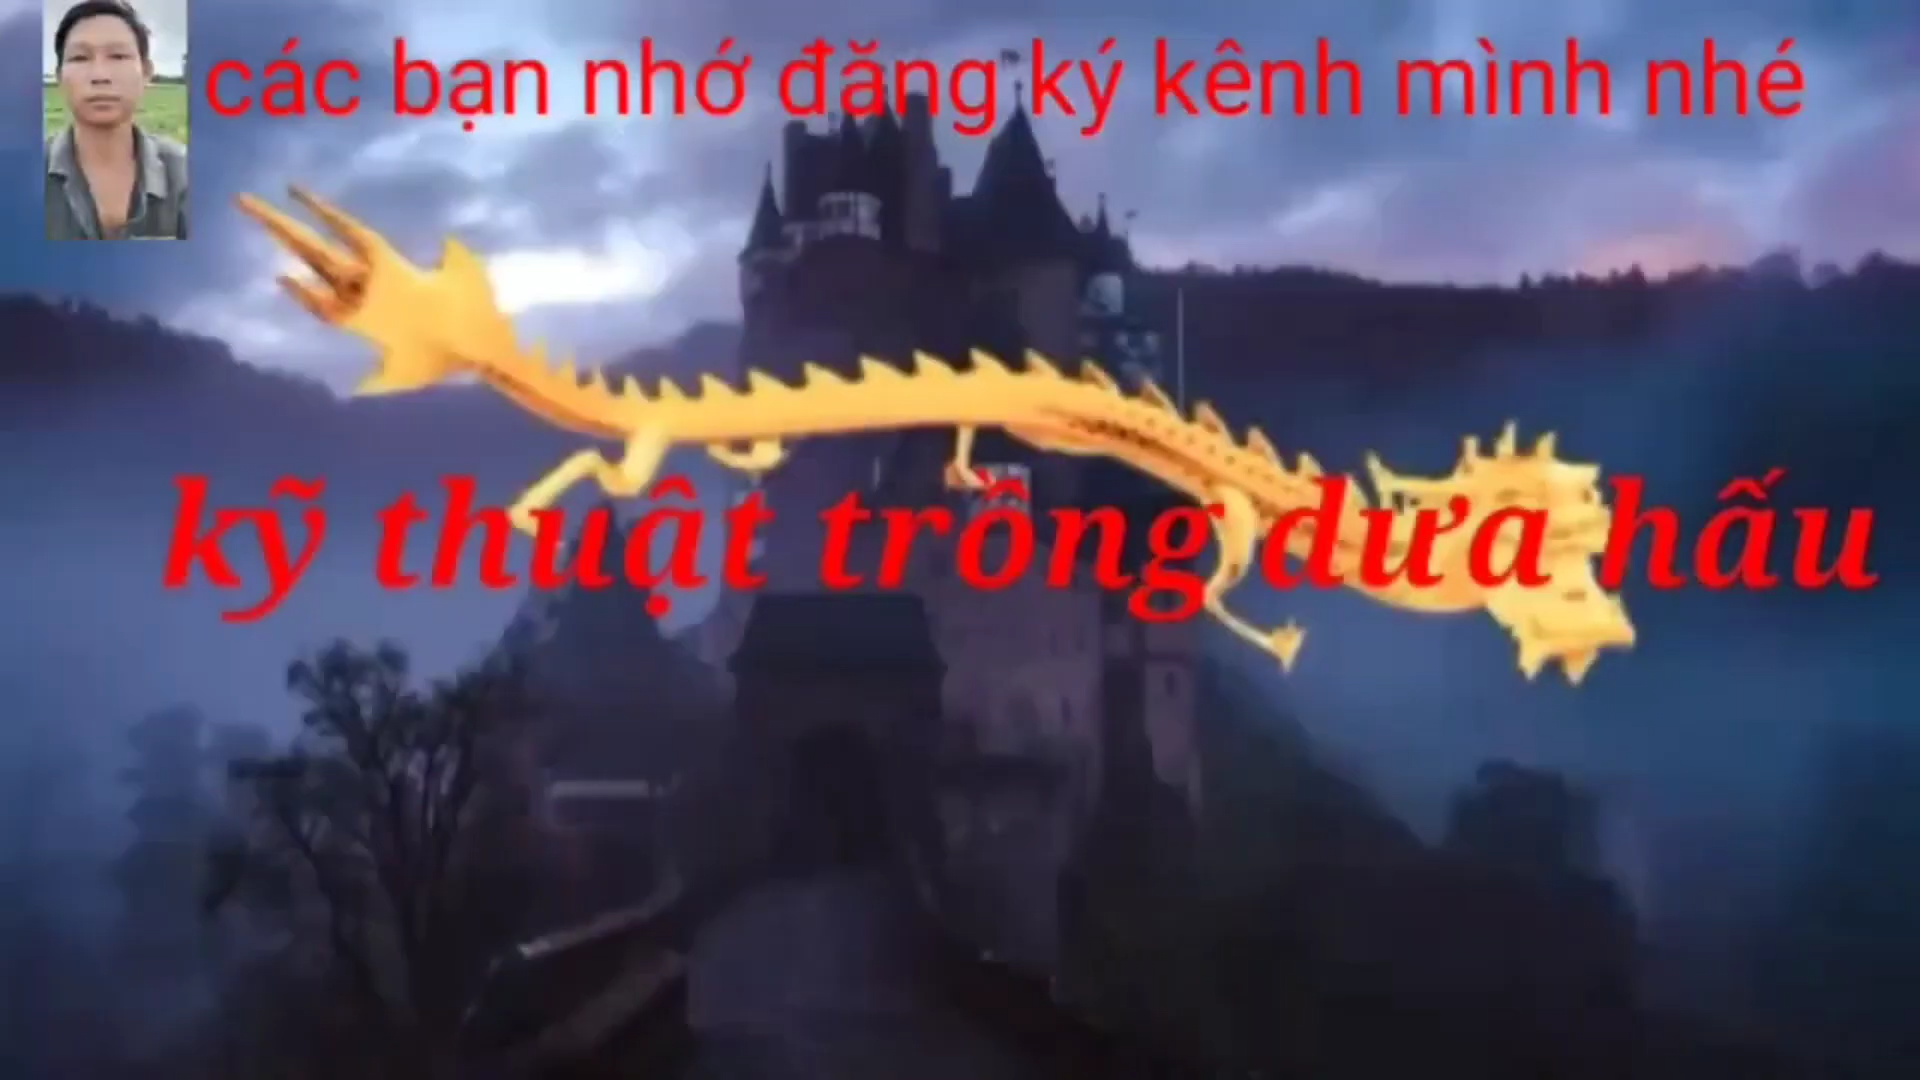 các bạn nhớ đăng ký kênh mình nhé
kỹ thuật trồng dưa hấu